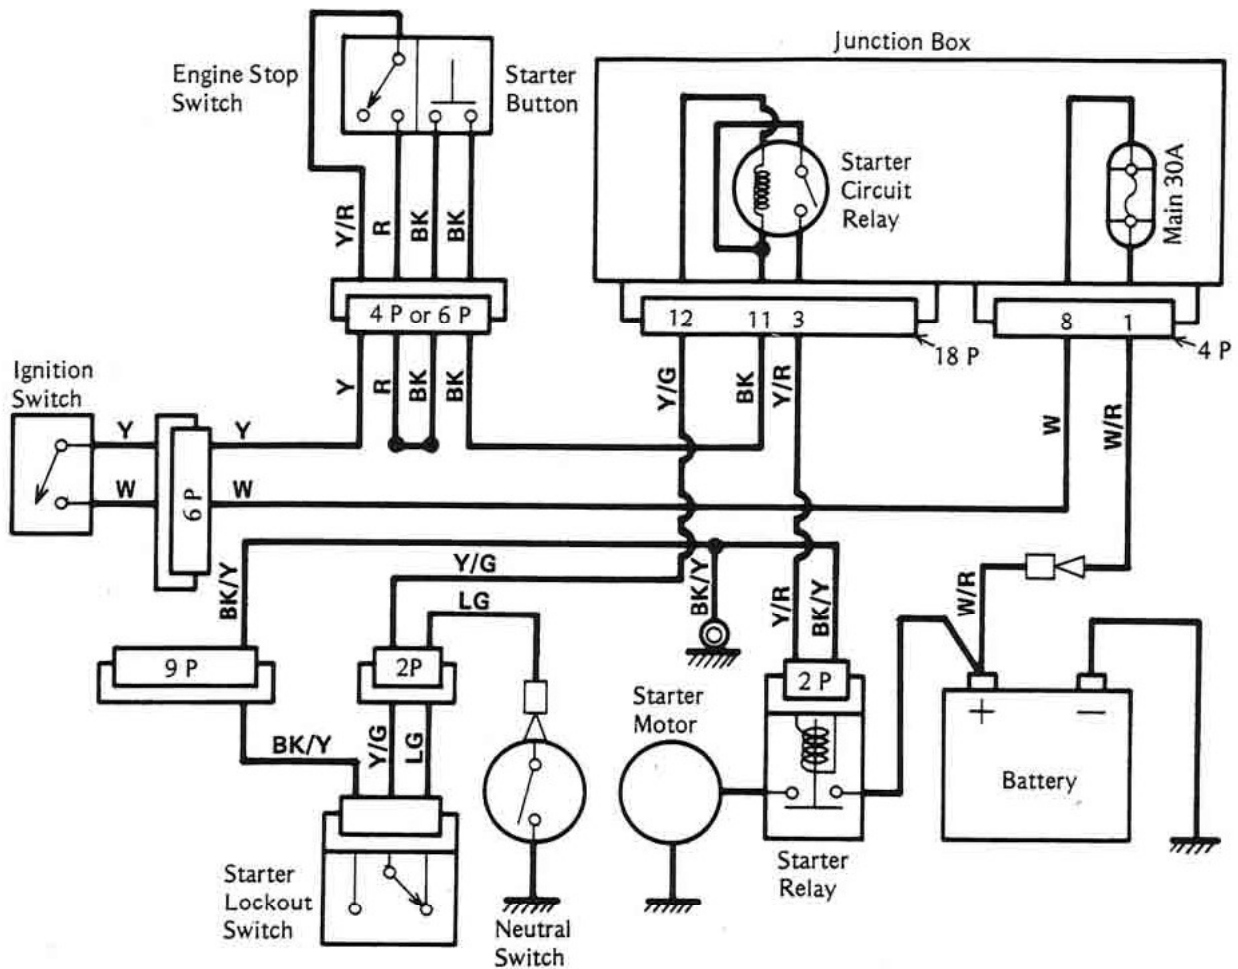 Junction Box
Engine Stop
Switch
Starter
Button
Starter
Circuit
Relay
Main 30A
Y/R
R
BK
BK
4 P or 6 P
12
11
3
18 P
8
1
4 P
Ignition
Switch
Y
R
BK
BK
Y/G
BK
Y/R
W
W/R
Y
Y
W
W
6 P
Y/G
BK/Y
LG
BK/Y
Y/R
BK/Y
W/R
9 P
2P
2 P
Starter
Motor
+
−
Battery
BK/Y
Y/G
LG
Starter
Relay
Starter
Lockout
Switch
Neutral
Switch